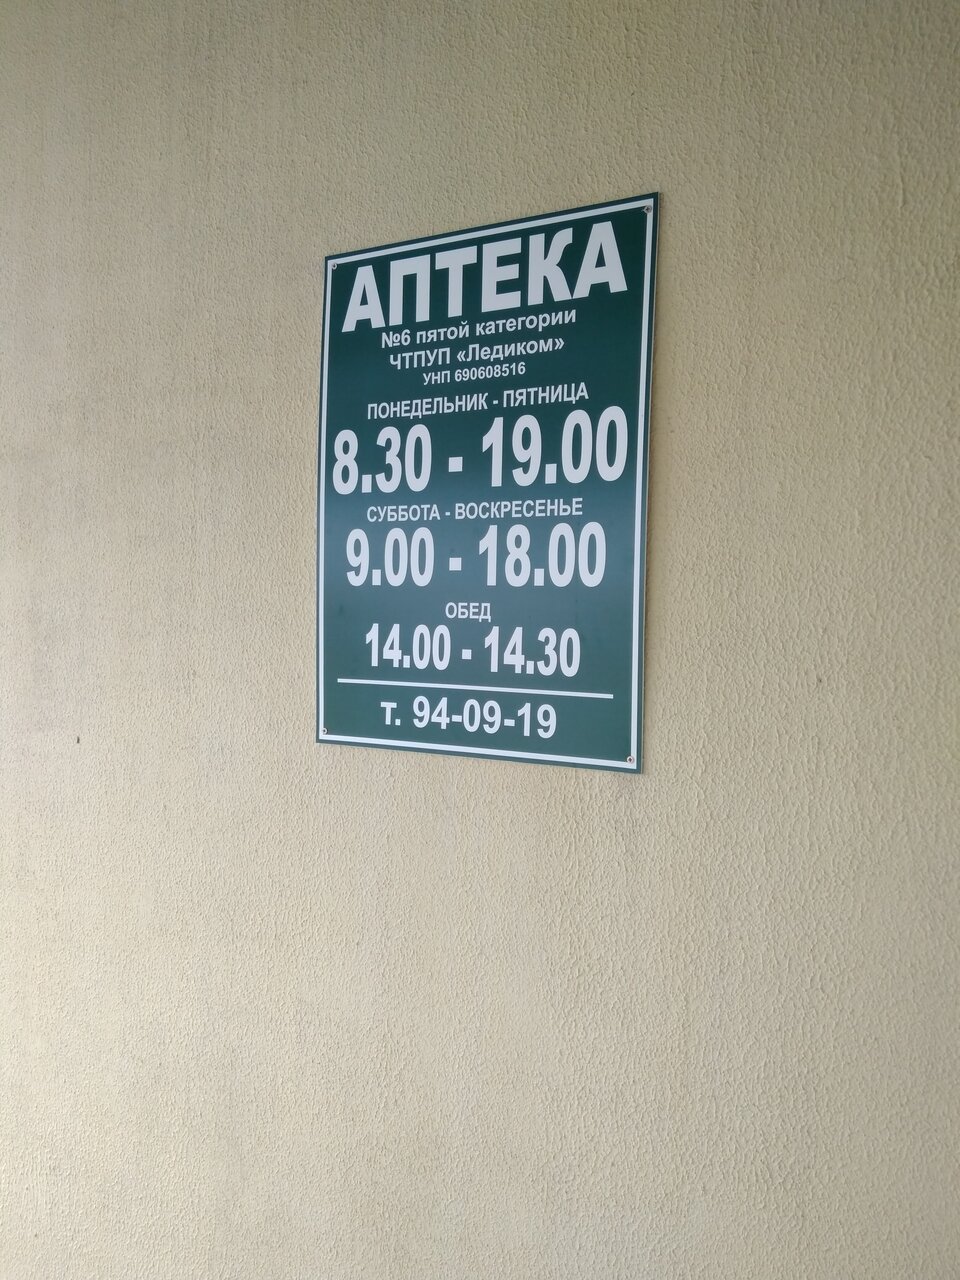 АПТЕКА
№6 пятой категории
ЧТПУП «Ледиком»
УНП 690608516
ПОНЕДЕЛЬНИК - ПЯТНИЦА
8.30 - 19.00
СУББОТА - ВОСКРЕСЕНЬЕ
9.00 - 18.00
ОБЕД
14.00 - 14.30
т. 94-09-19